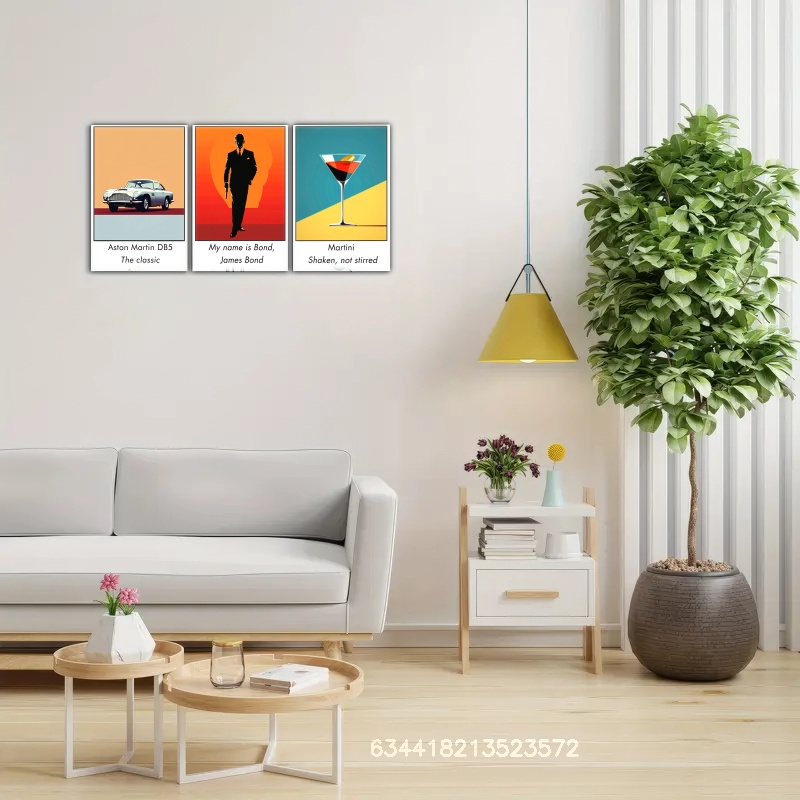 Aston Martin DB5
The classic
My name is Bond,
James Bond
Martini
Shaken, not stirred
634418213523572